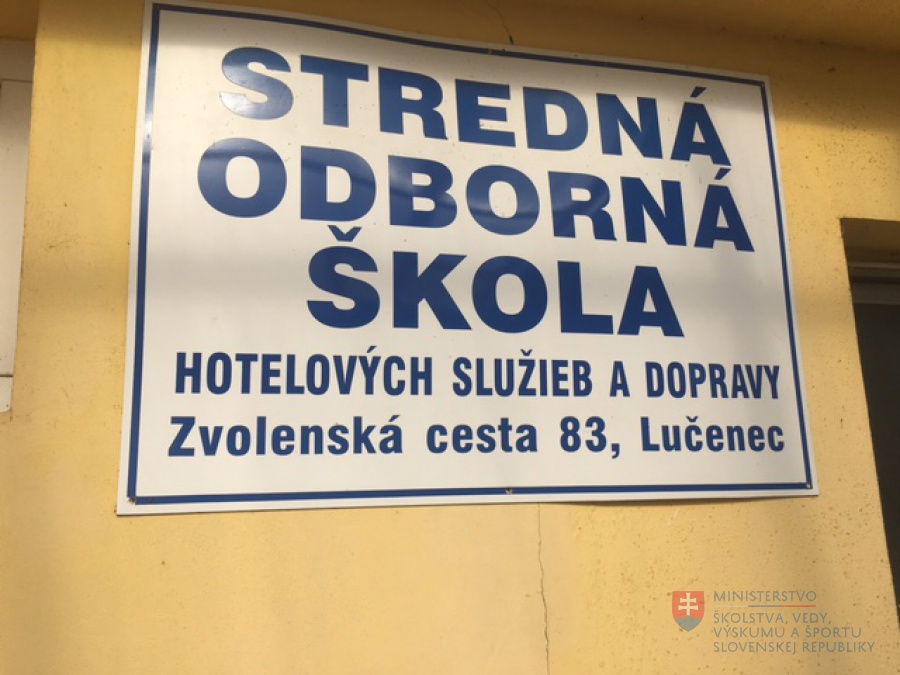 STREDNÁ
ODBORNÁ
ŠKOLA
HOTELOVÝCH SLUŽIEB A DOPRAVY
Zvolenská cesta 83, Lučenec
MINISTERSTVO
ŠKOLSTVA, VEDY,
VÝSKUMU A ŠPORTU
SLOVENSKEJ REPUBLIKY